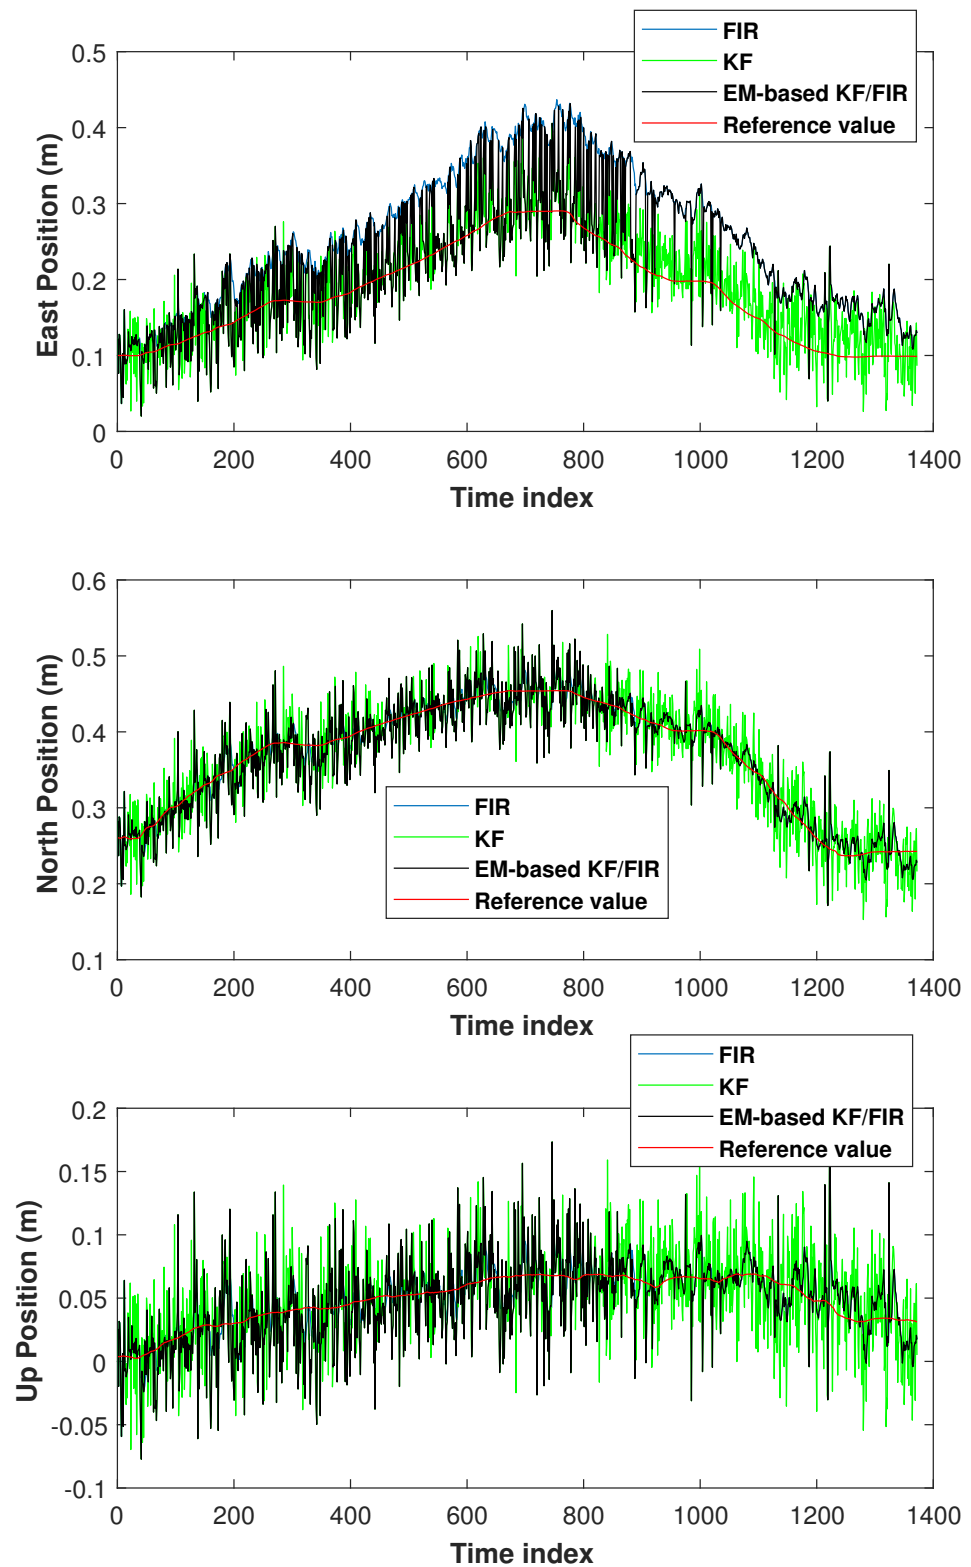 FIR
KF
EM-based KF/FIR
Reference value
0.5
0.4
0.3
0.2
0.1
0
East Position (m)
0 200 400 600 800 1000 1200 1400
Time index
0.6
0.5
0.4
0.3
0.2
0.1
North Position (m)
FIR
KF
EM-based KF/FIR
Reference value
0 200 400 600 800 1000 1200 1400
Time index
FIR
KF
EM-based KF/FIR
Reference value
0.2
0.15
0.1
0.05
0
-0.05
-0.1
Up Position (m)
0 200 400 600 800 1000 1200 1400
Time index